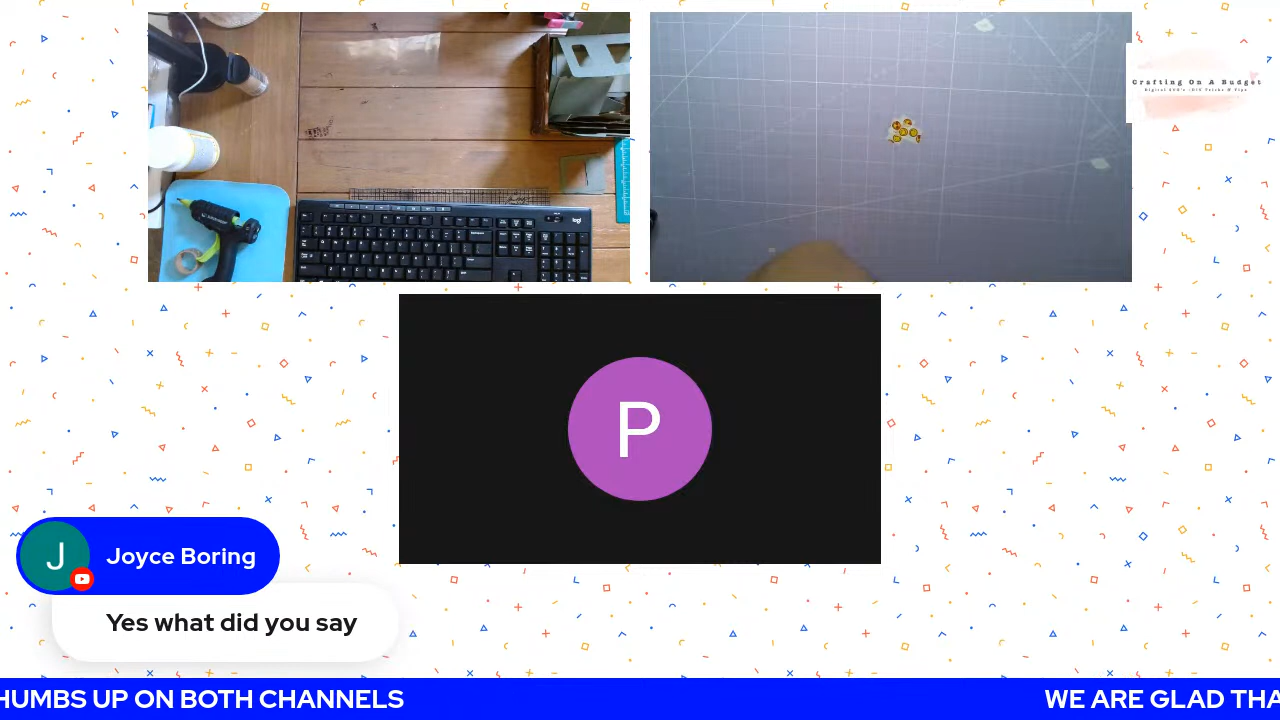 Crafting On A Budget
logi
P
J
Joyce Boring
Yes what did you say
HUMBS UP ON BOTH CHANNELS
WE ARE GLAD THA